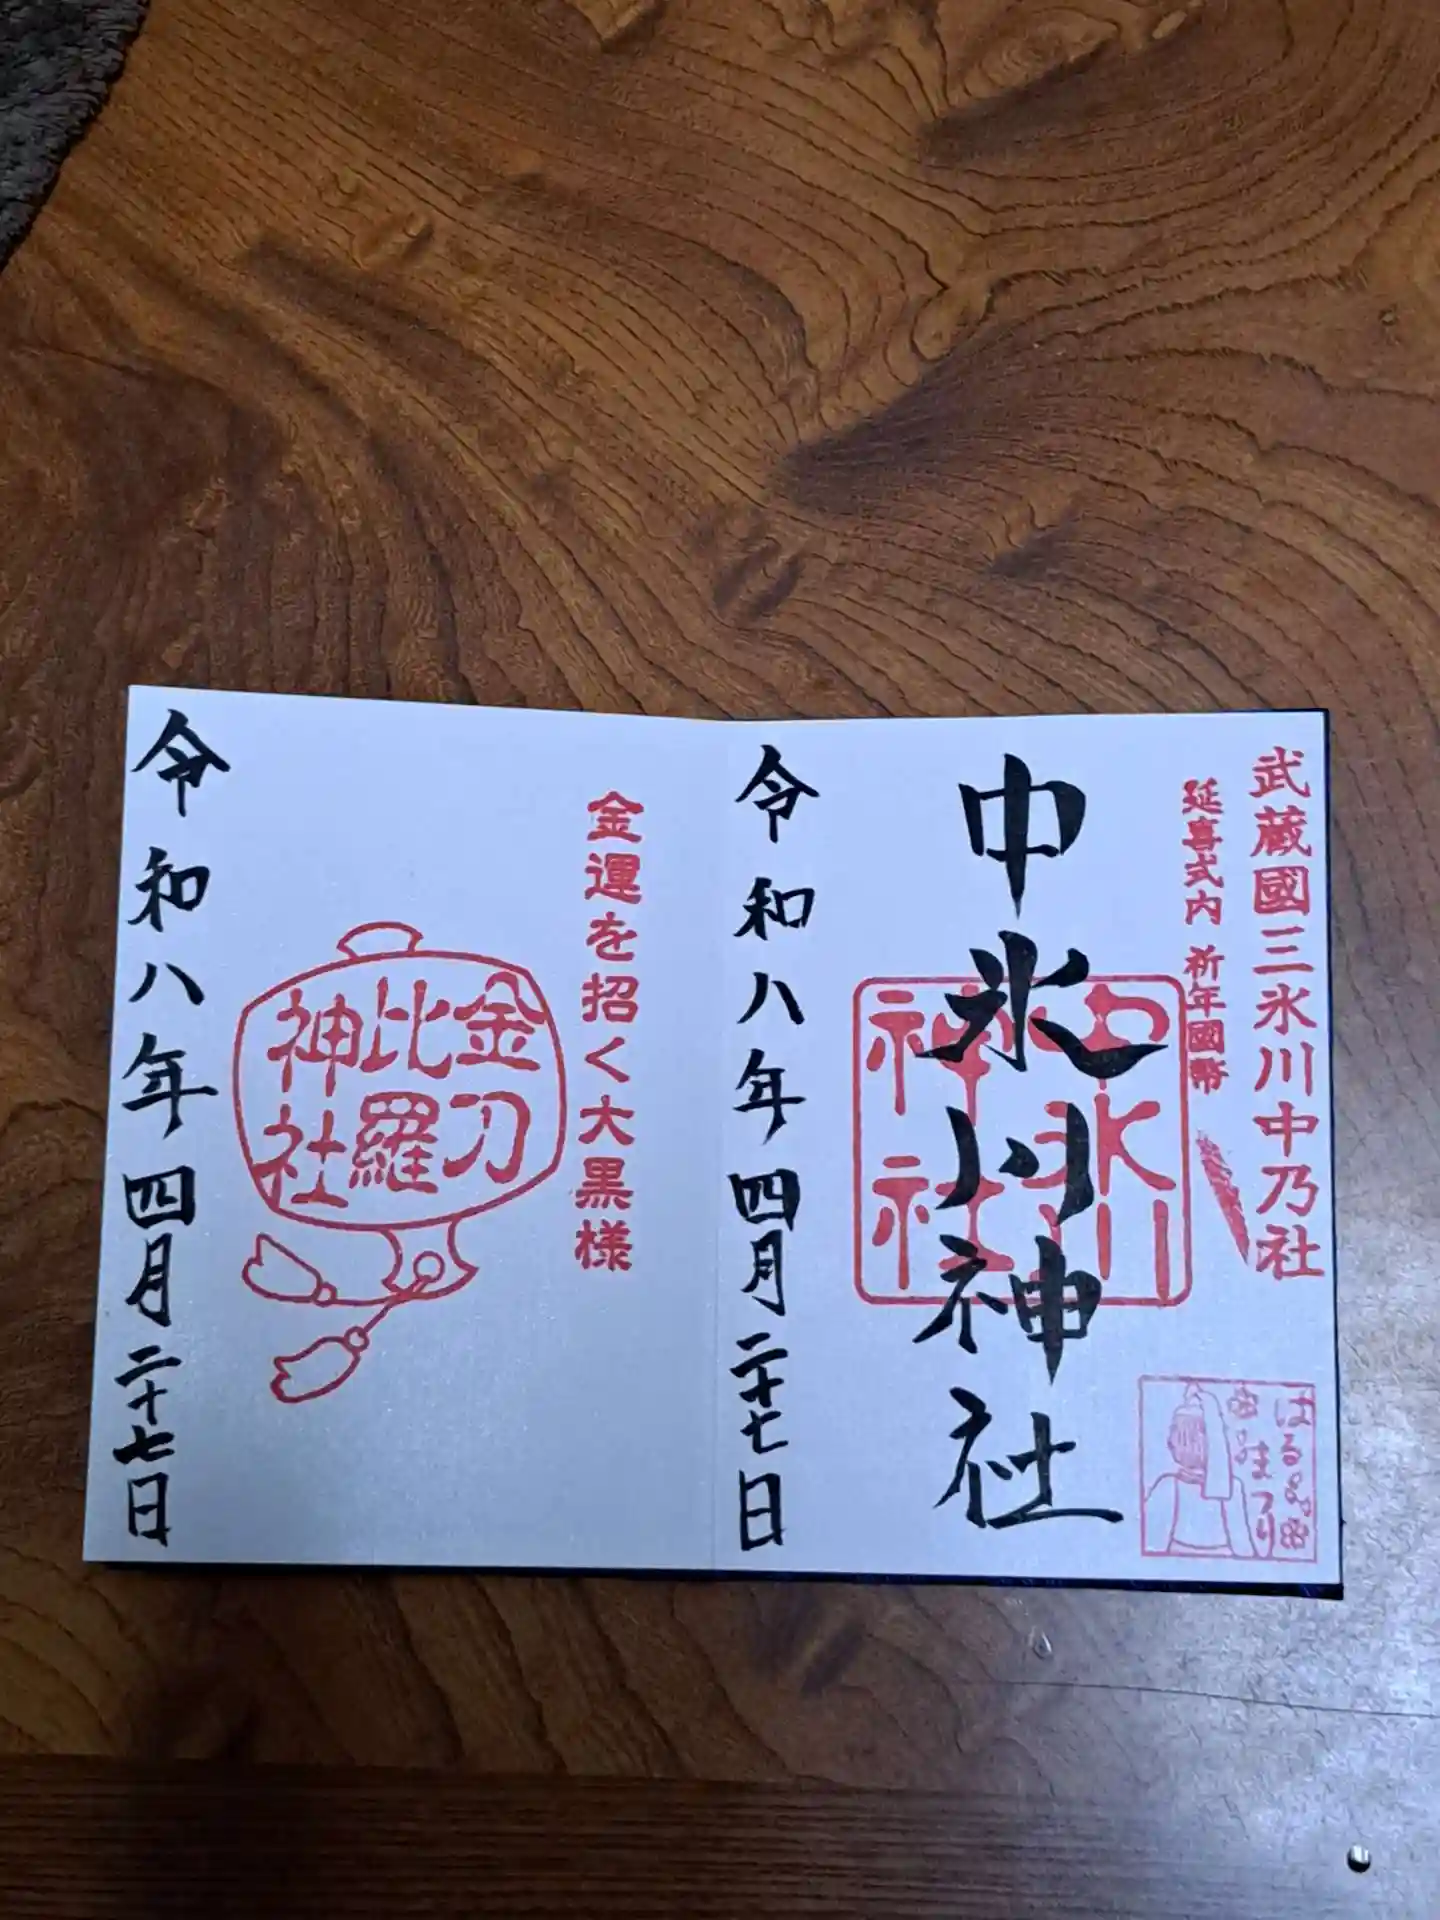 武蔵國三氷川中乃社
延喜式内 祈年國幣
中氷川神社
中氷川神社
はる
まつり
令和八年四月二十七日
金運を招く大黒様
金刀比羅神社
令和八年四月二十七日